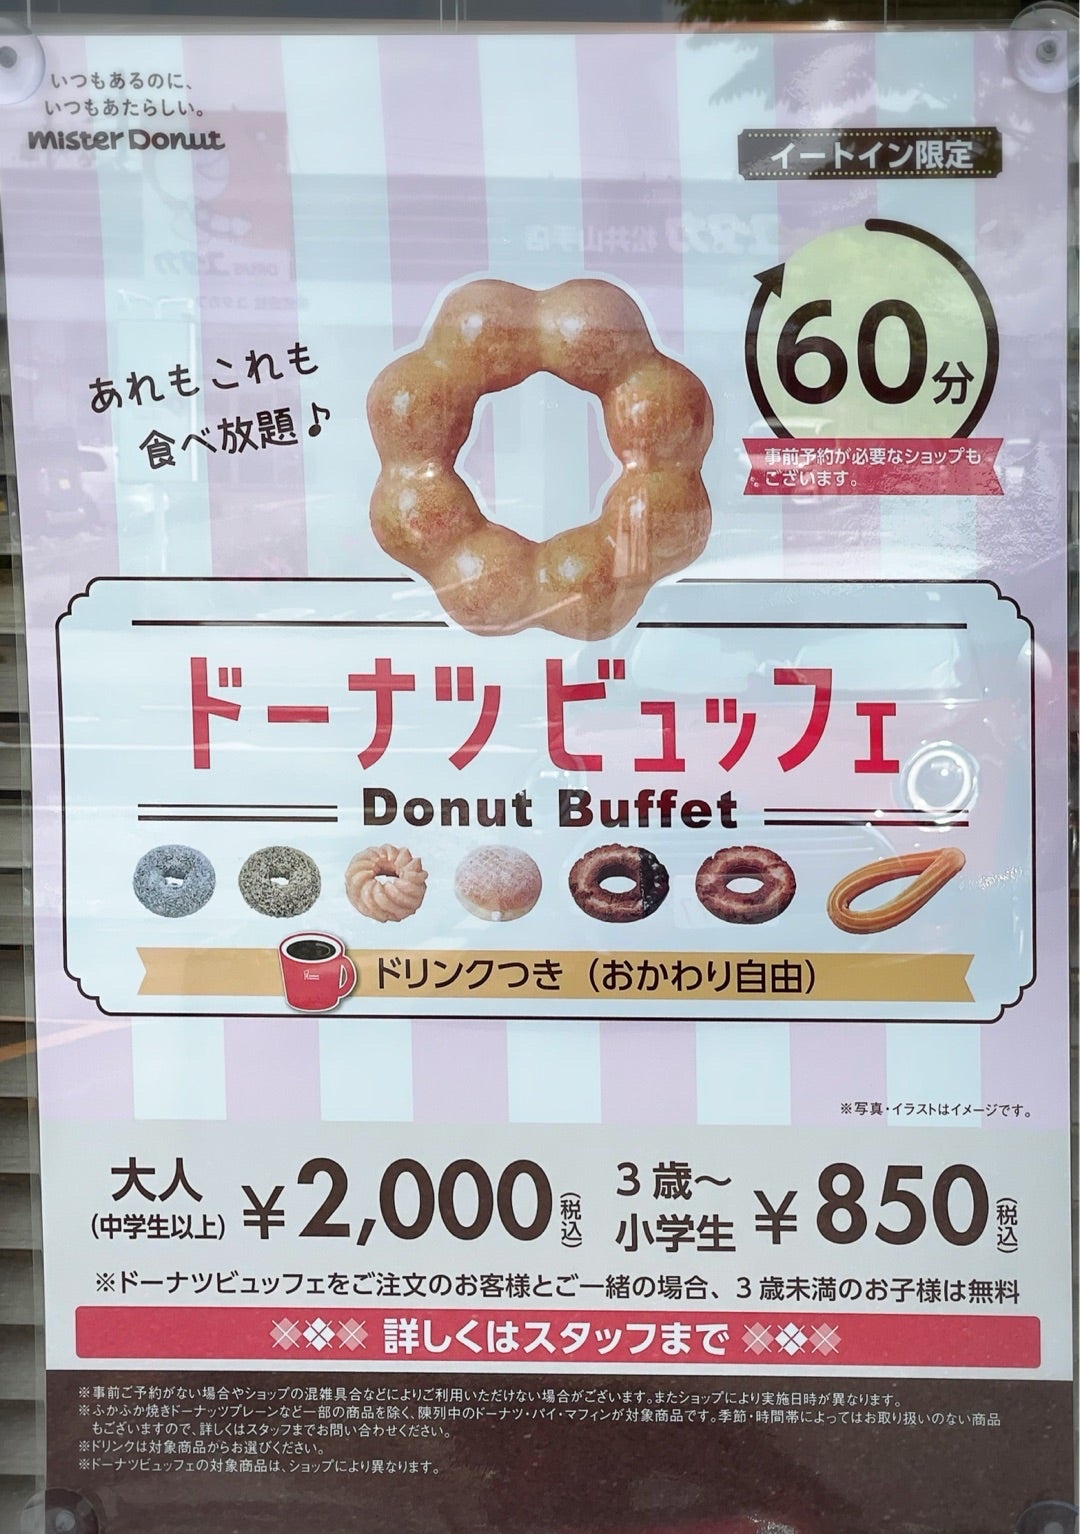 いつもあるのに、
いつもあたらしい。
mister Donut
イートイン限定
60分
事前予約が必要なショップも
ございます。
あれもこれも
食べ放題♪
ドーナツビュッフェ
Donut Buffet
ドリンクつき（おかわり自由）
※写真・イラストはイメージです。
大人
(中学生以上)
¥2,000(税込)
3歳〜
小学生
¥850(税込)
※ドーナツビュッフェをご注文のお客様とご一緒の場合、3歳未満のお子様は無料
詳しくはスタッフまで
※事前ご予約がない場合やショップの混雑具合などによりご利用いただけない場合がございます。またショップにより実施日時が異なります。
※ふかふか焼きドーナッツプレーンなど一部の商品を除く、陳列中のドーナツ・パイ・マフィンが対象商品です。季節・時間帯によってはお取り扱いのない商品
もございますので、詳しくはスタッフまでお問い合わせください。
※ドリンクは対象商品からお選びください。
※ドーナツビュッフェの対象商品は、ショップにより異なります。